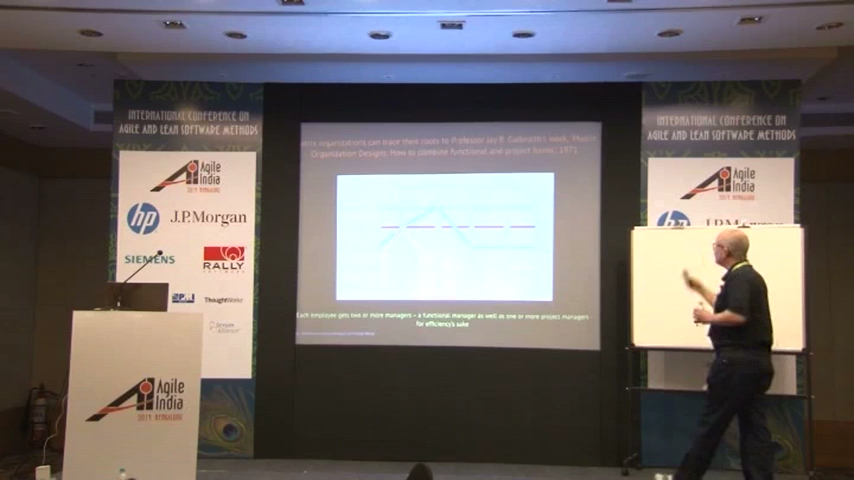 INTERNATIONAL CONFERENCE ON
AGILE AND LEAN SOFTWARE METHODS
Agile
India
hp
J.P.Morgan
SIEMENS
RALLY
ThoughtWorks
Agile
India
trix organizations can trace their roots to Professor Jay R. Galbraith's work, 'Matrix
Organization Designs: How to combine functional and project forms', 1971
Each employee gets two or more managers – a functional manager as well as one or more project managers
for efficiency's sake
INTERNATIONAL CONFERENCE ON
AGILE AND LEAN SOFTWARE METHODS
Agile
India
hp
J.P.Morgan